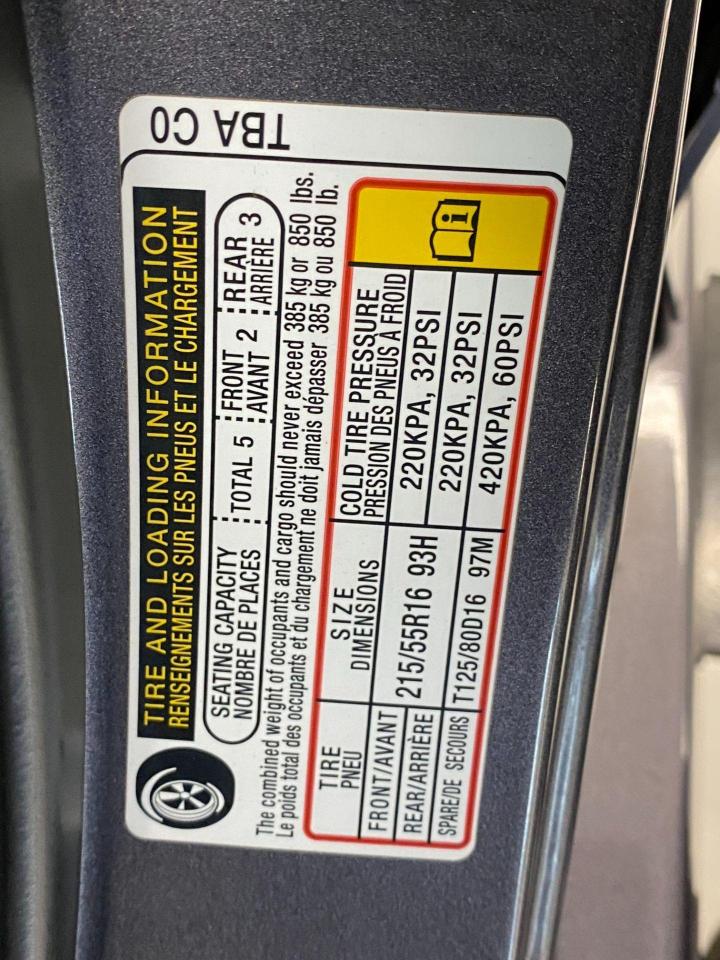 TIRE AND LOADING INFORMATION
RENSEIGNEMENTS SUR LES PNEUS ET LE CHARGEMENT
SEATING CAPACITY
NOMBRE DE PLACES
TOTAL 5
FRONT
AVANT 2
REAR
ARRIÈRE 3
The combined weight of occupants and cargo should never exceed 385 kg or 850 lbs.
Le poids total des occupants et du chargement ne doit jamais dépasser 385 kg ou 850 lb.
TIRE
PNEU
SIZE
DIMENSIONS
COLD TIRE PRESSURE
PRESSION DES PNEUS À FROID
FRONT/AVANT
215/55R16 93H
220KPA, 32PSI
REAR/ARRIÈRE
220KPA, 32PSI
SPARE/DE SECOURS
T125/80D16 97M
420KPA, 60PSI
TBA C0